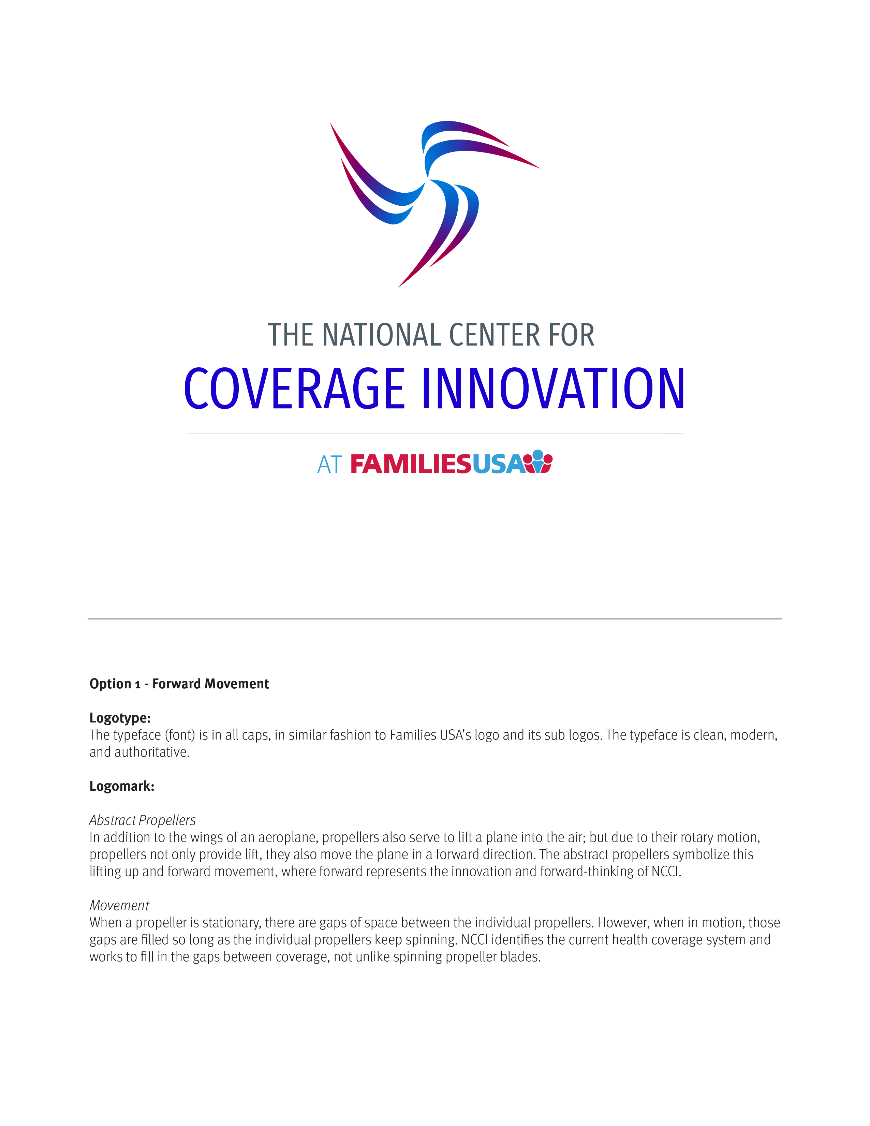 THE NATIONAL CENTER FOR
COVERAGE INNOVATION
AT FAMILIESUSA
Option 1 - Forward Movement
Logotype:
The typeface (font) is in all caps, in similar fashion to Families USA's logo and its sub logos. The typeface is clean, modern,
and authoritative.
Logomark:
Abstract Propellers
In addition to the wings of an aeroplane, propellers also serve to lift a plane into the air; but due to their rotary motion,
propellers not only provide lift, they also move the plane in a forward direction. The abstract propellers symbolize this
lifting up and forward movement, where forward represents the innovation and forward-thinking of NCCI.
Movement
When a propeller is stationary, there are gaps of space between the individual propellers. However, when in motion, those
gaps are filled so long as the individual propellers keep spinning. NCCI identifies the current health coverage system and
works to fill in the gaps between coverage, not unlike spinning propeller blades.